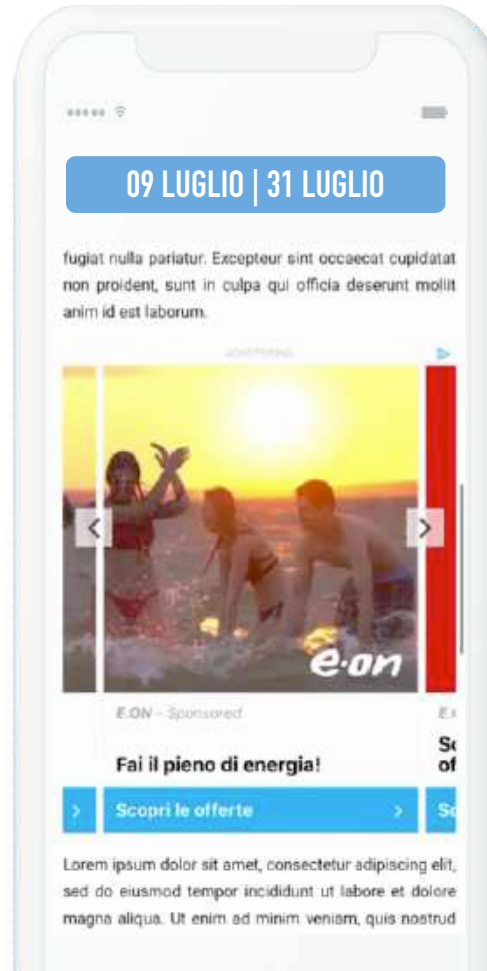 09 LUGLIO | 31 LUGLIO
fugiat nulla pariatur. Excepteur sint occaecat cupidatat
non proident, sunt in culpa qui officia deserunt mollit
anim id est laborum.
ADVERTISING
e·on
E.ON - Sponsored
Fai il pieno di energia!
Scopri le offerte
Lorem ipsum dolor sit amet, consectetur adipiscing elit,
sed do eiusmod tempor incididunt ut labore et dolore
magna aliqua. Ut enim ad minim veniam, quis nostrud